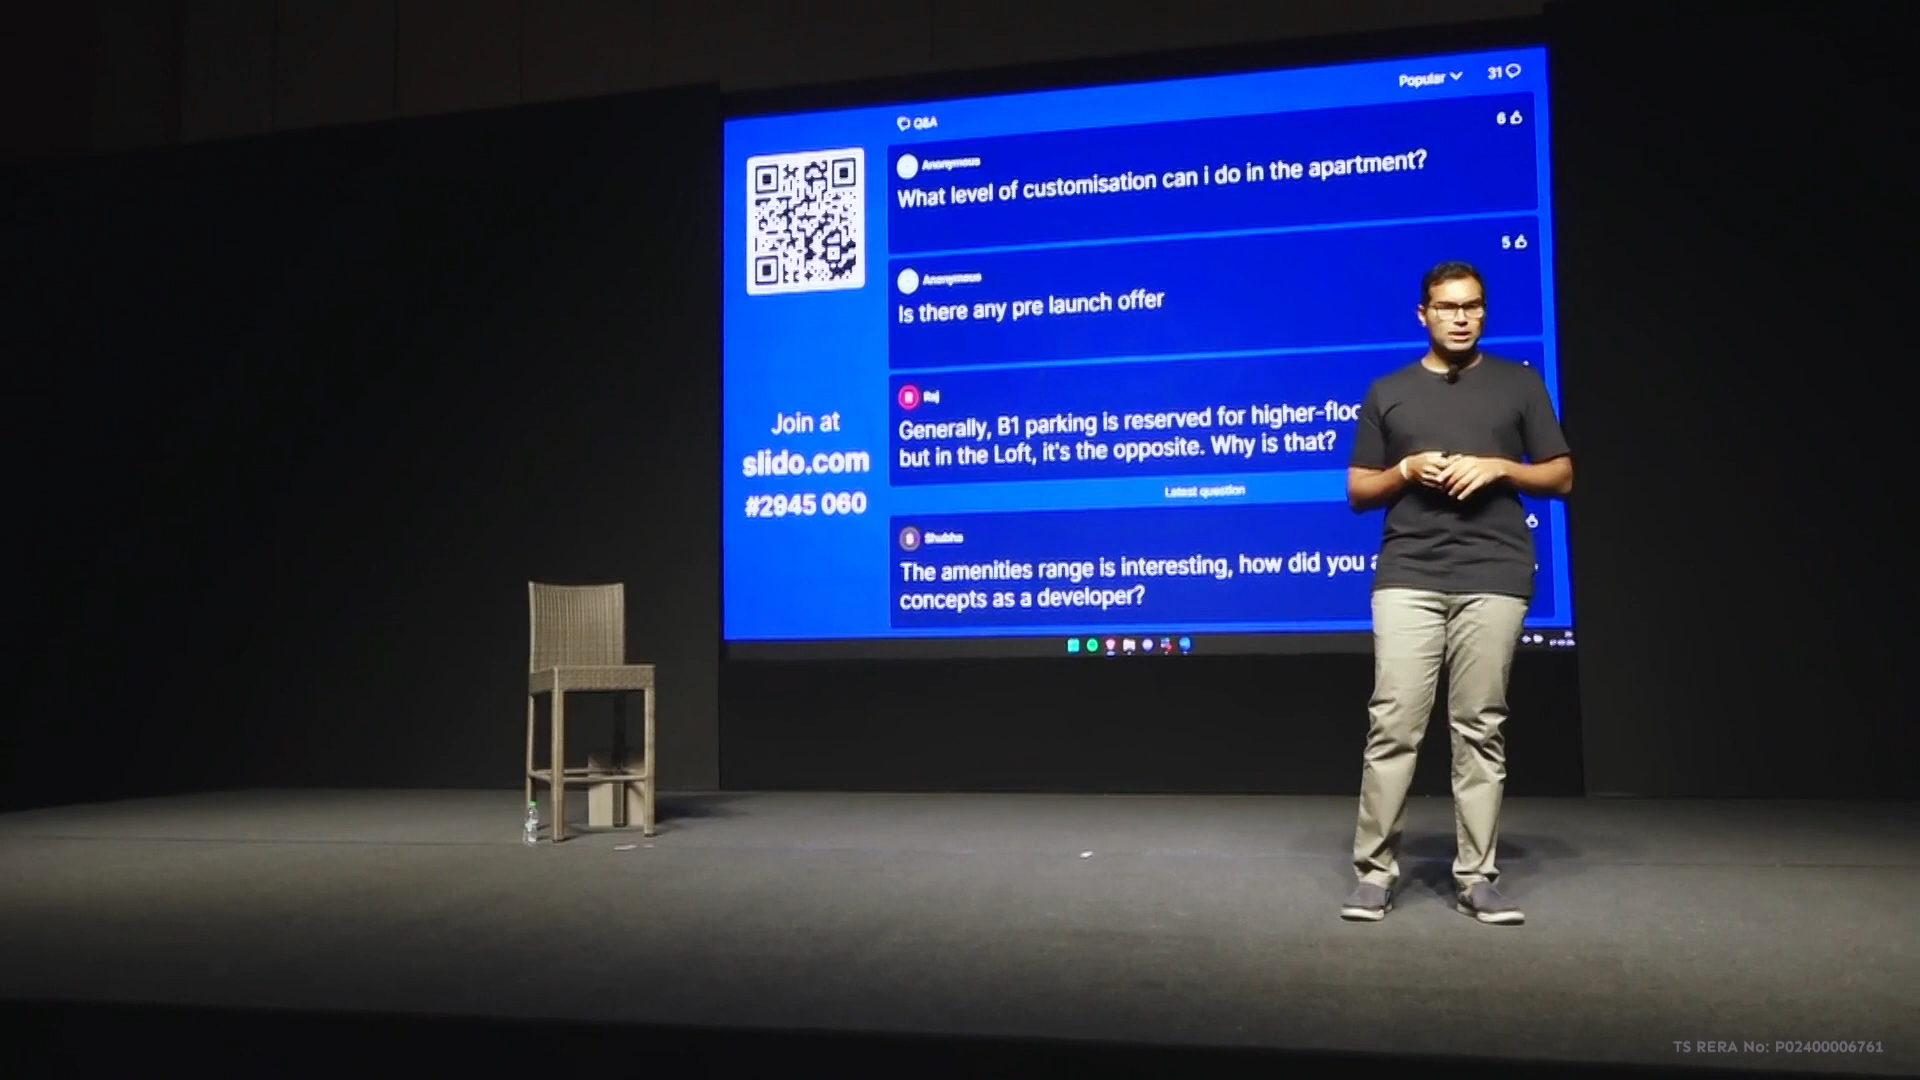 Popular
31
Q&A
6
Anonymous
What level of customisation can i do in the apartment?
5
Anonymous
Is there any pre launch offer
Raj
Generally, B1 parking is reserved for higher-floo
but in the Loft, it's the opposite. Why is that?
Latest question
S
Shubha
The amenities range is interesting, how did you a
concepts as a developer?
Join at
slido.com
#2945 060
TS RERA No: P02400006761